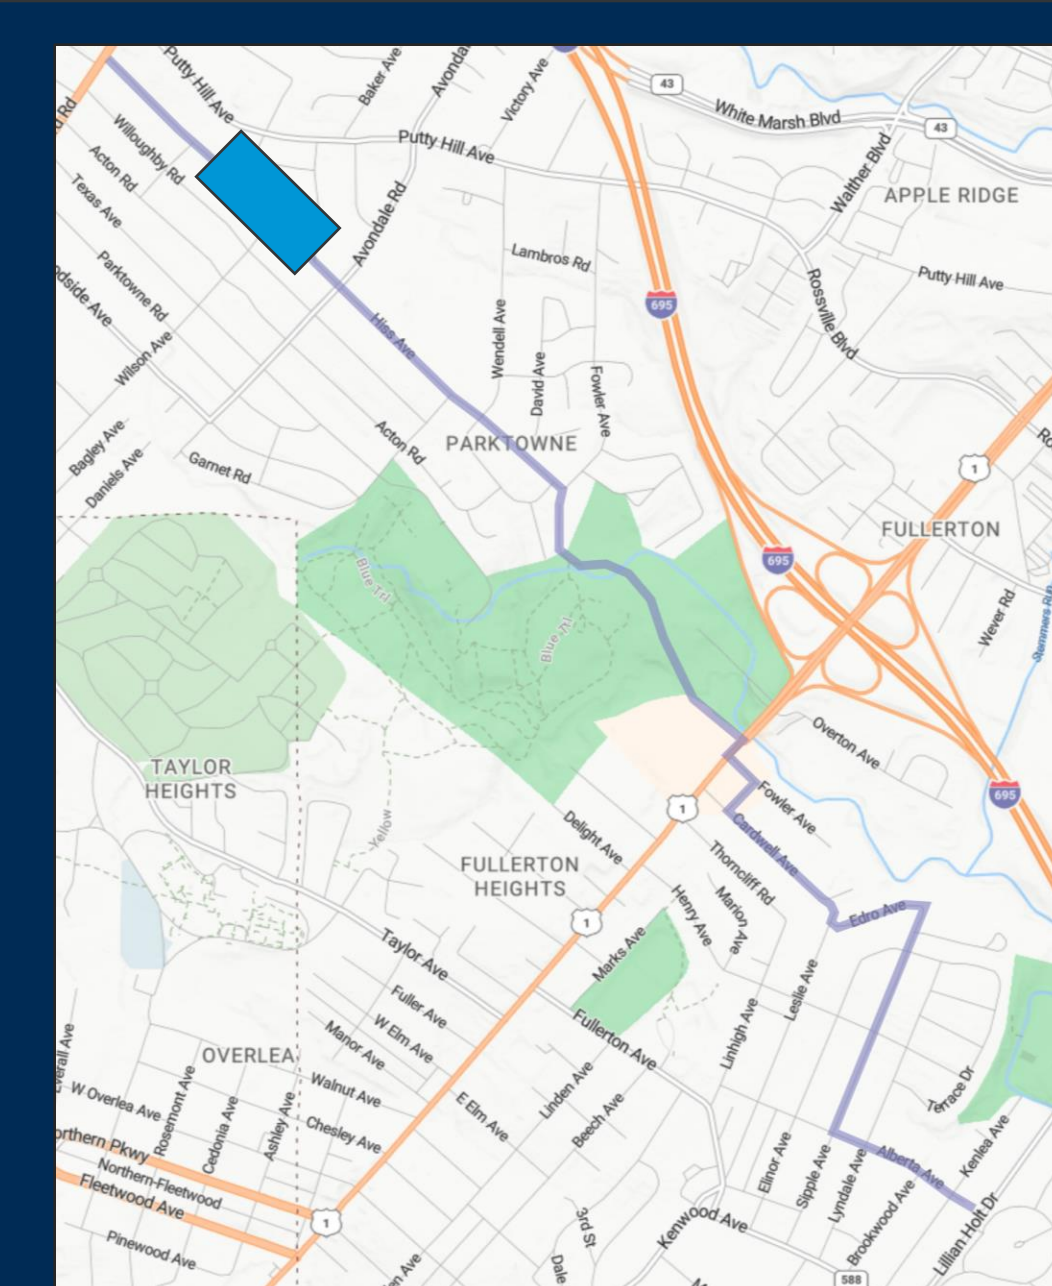 Putty Hill Ave
Baker Ave
Victory Ave
43
White Marsh Blvd
43
Rd
Willoughby Rd
Putty Hill Ave
Walther Blvd
Acton Rd
APPLE RIDGE
Texas Ave
Avondale Rd
Lambros Rd
Parktowne Rd
Putty Hill Ave
695
Rossville Blvd
Hiss Ave
Wendell Ave
Wilson Ave
David Ave
Fowler Ave
Bagley Ave
Acton Rd
PARKTOWNE
Garnet Rd
1
Daniels Ave
FULLERTON
695
Blue Trl
Wever Rd
Blue Trl
Stemmers Run
Overton Ave
TAYLOR
HEIGHTS
695
1
Fowler Ave
Yellow
Delight Ave
Cardwell Ave
FULLERTON
HEIGHTS
Thorncliff Rd
Henry Ave
Marion Ave
Edro Ave
1
Marks Ave
Taylor Ave
Leslie Ave
Fuller Ave
W Elm Ave
Fullerton Ave
Linhigh Ave
Manor Ave
OVERLEA
Terrace Dr
Walnut Ave
Linden Ave
W Overlea Ave
Rosemont Ave
E Elm Ave
Beech Ave
Cedonia Ave
Ashley Ave
Chesley Ave
Kenlea Ave
Elinor Ave
Alberta Ave
Sipple Ave
Lyndale Ave
orthern Pkwy
Northern-Fleetwood
Fleetwood Ave
1
3rd St
Kenwood Ave
Brookwood Ave
Lillian Holt Dr
Pinewood Ave
Dale
588